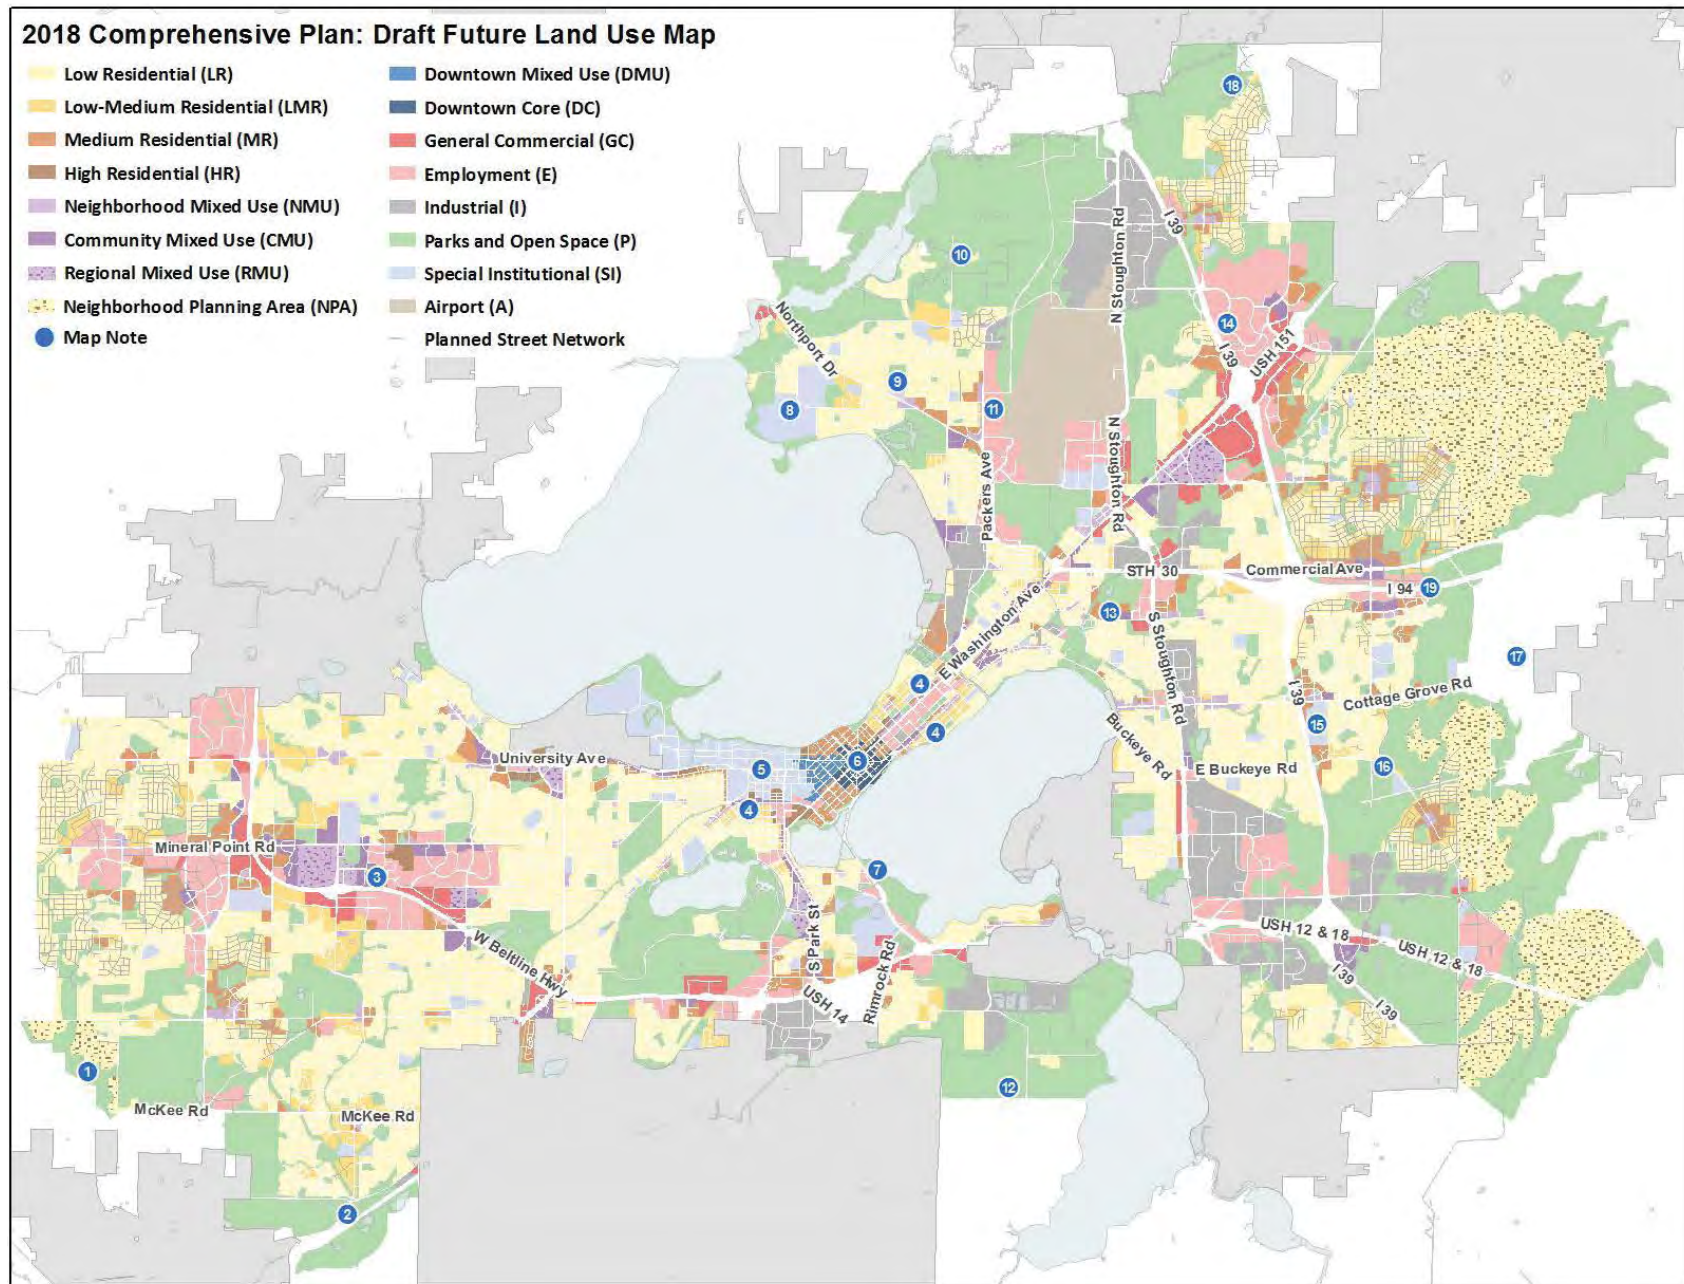 2018 Comprehensive Plan: Draft Future Land Use Map
Low Residential (LR)
Low-Medium Residential (LMR)
Medium Residential (MR)
High Residential (HR)
Neighborhood Mixed Use (NMU)
Community Mixed Use (CMU)
Regional Mixed Use (RMU)
Neighborhood Planning Area (NPA)
Map Note
Downtown Mixed Use (DMU)
Downtown Core (DC)
General Commercial (GC)
Employment (E)
Industrial (I)
Parks and Open Space (P)
Special Institutional (SI)
Airport (A)
Planned Street Network
18
I 39
N Stoughton Rd
10
Northport Dr
14
I 39
USH 151
9
8
11
N Stoughton Rd
Packers Ave
STH 30
Commercial Ave
I 94
19
13
E Washington Ave
S Stoughton Rd
17
4
I 39
Cottage Grove Rd
15
4
Buckeye Rd
University Ave
5
6
E Buckeye Rd
16
4
Mineral Point Rd
3
7
W Beltline Hwy
S Park St
USH 14
Rimrock Rd
USH 12 & 18
USH 12 & 18
I 39
I 39
1
12
McKee Rd
McKee Rd
2